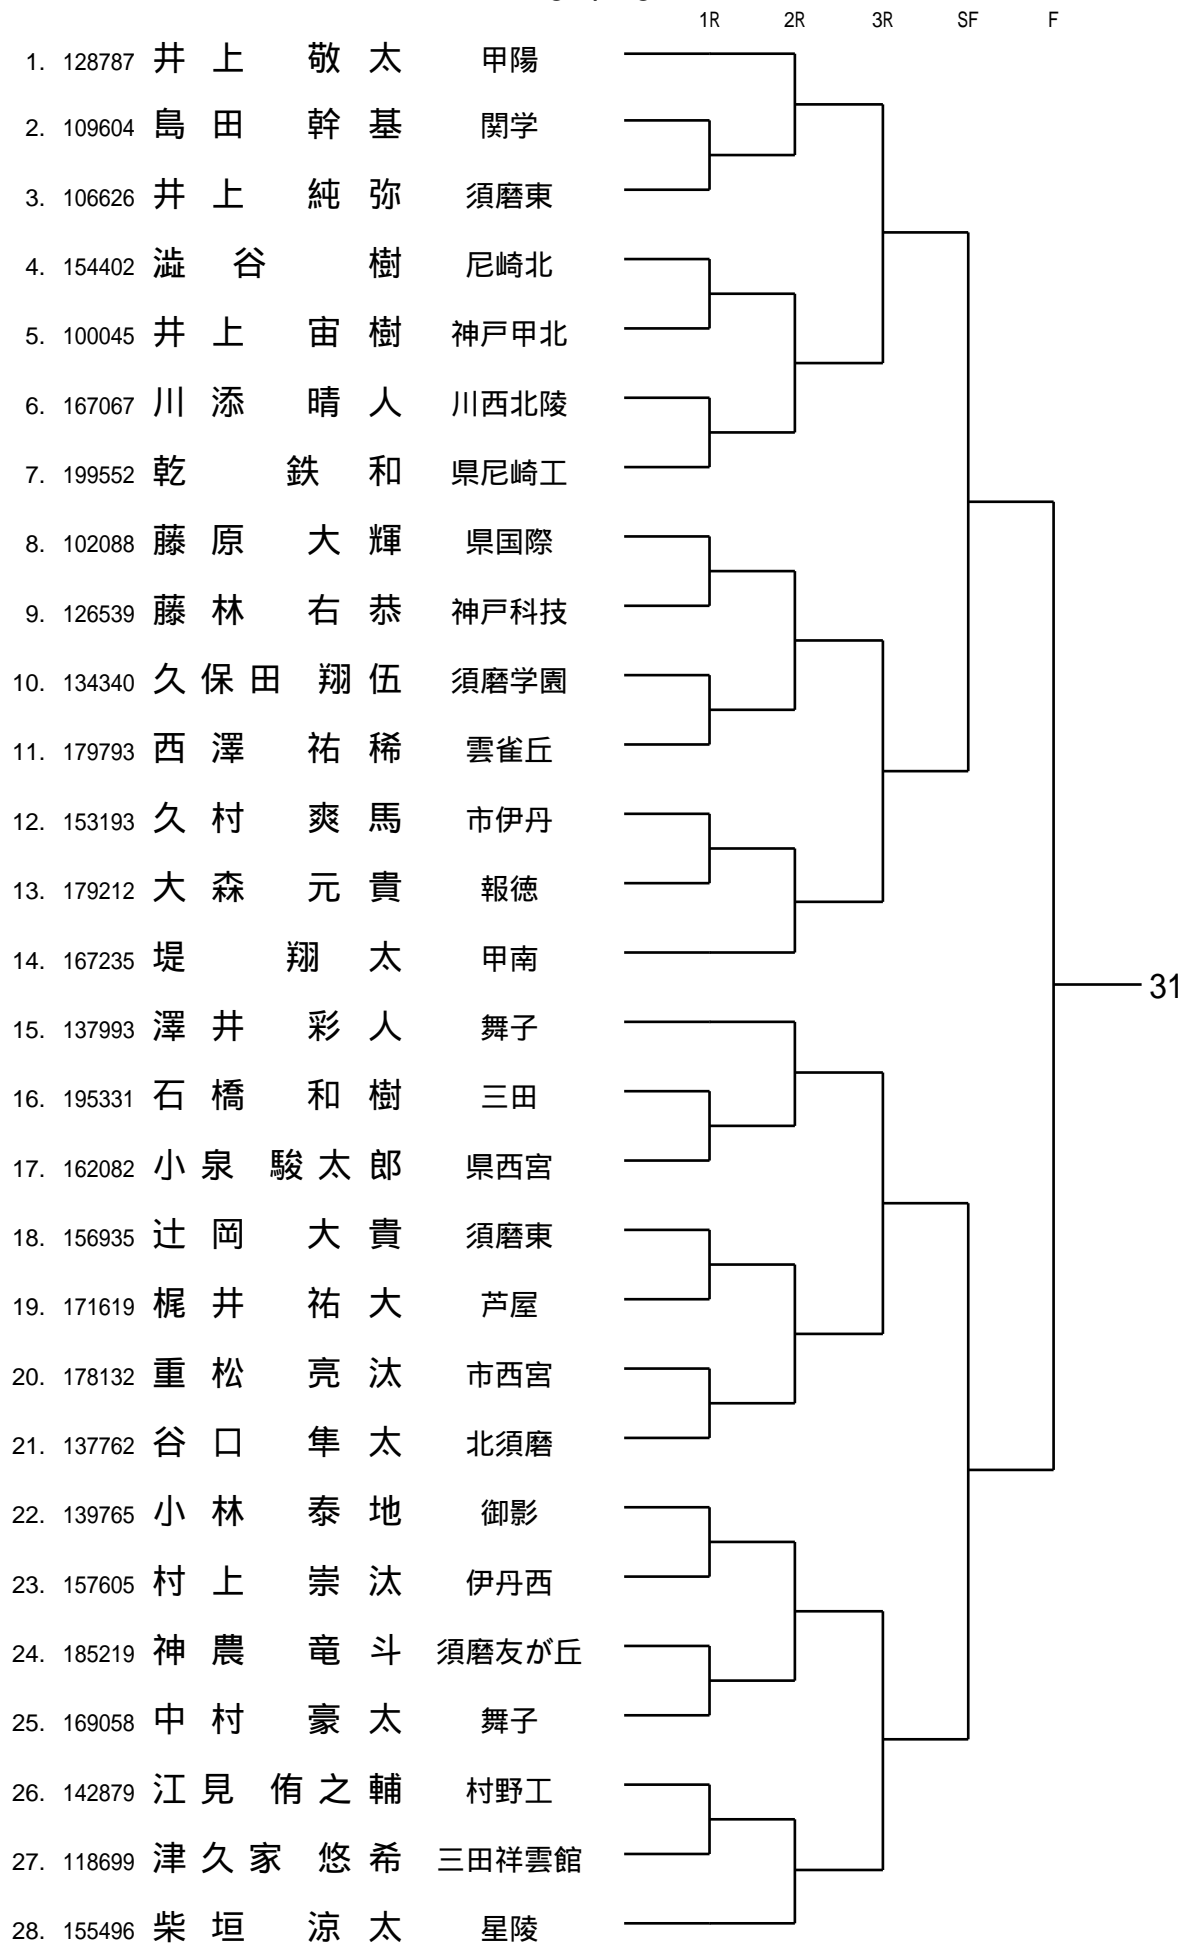 1R 2R 3R SF F
1. 128787 井上 敬太 甲陽
2. 109604 島田 幹基 関学
3. 106626 井上 純弥 須磨東
4. 154402 澁谷 樹 尼崎北
5. 100045 井上 宙樹 神戸甲北
6. 167067 川添 晴人 川西北陵
7. 199552 乾 鉄和 県尼崎工
8. 102088 藤原 大輝 県国際
9. 126539 藤林 右恭 神戸科技
10. 134340 久保田 翔伍 須磨学園
11. 179793 西澤 祐稀 雲雀丘
12. 153193 久村 爽馬 市伊丹
13. 179212 大森 元貴 報徳
14. 167235 堤 翔太 甲南
31
15. 137993 澤井 彩人 舞子
16. 195331 石橋 和樹 三田
17. 162082 小泉 駿太郎 県西宮
18. 156935 辻岡 大貴 須磨東
19. 171619 梶井 祐大 芦屋
20. 178132 重松 亮汰 市西宮
21. 137762 谷口 隼太 北須磨
22. 139765 小林 泰地 御影
23. 157605 村上 崇汰 伊丹西
24. 185219 神農 竜斗 須磨友が丘
25. 169058 中村 豪太 舞子
26. 142879 江見 侑之輔 村野工
27. 118699 津久家 悠希 三田祥雲館
28. 155496 柴垣 涼太 星陵